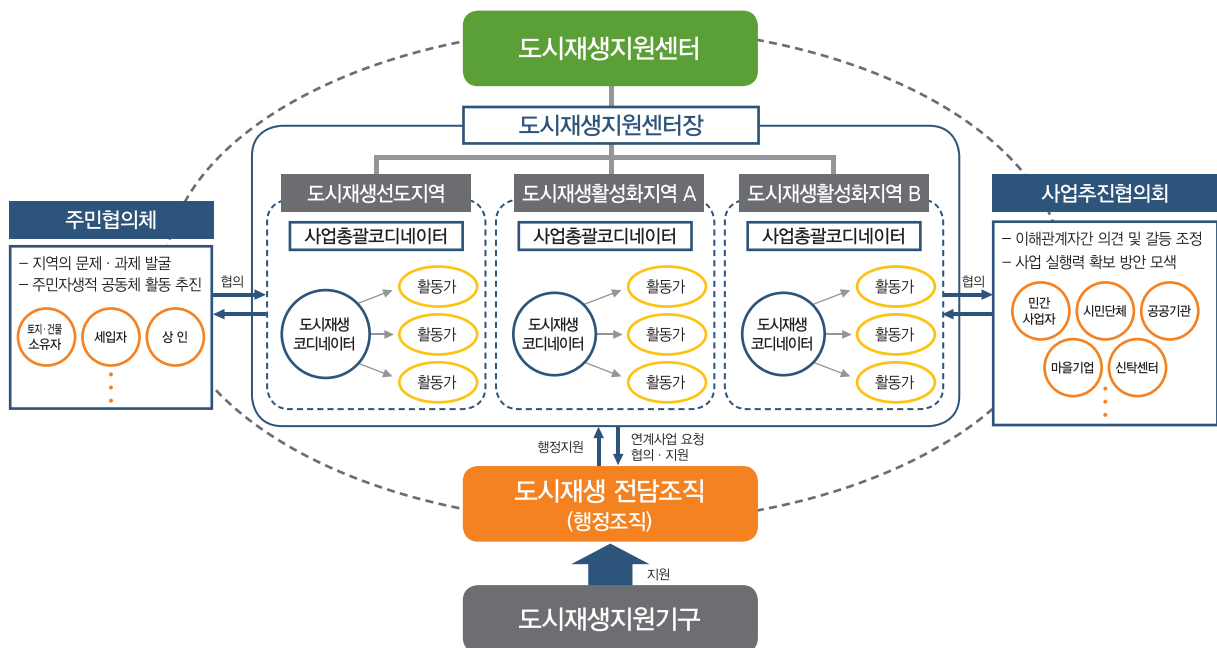 도시재생지원센터
도시재생지원센터장
도시재생선도지역
사업총괄코디네이터
도시재생
코디네이터
활동가
활동가
활동가
도시재생활성화지역 A
사업총괄코디네이터
도시재생
코디네이터
활동가
활동가
활동가
도시재생활성화지역 B
사업총괄코디네이터
도시재생
코디네이터
활동가
활동가
활동가
주민협의체
– 지역의 문제 · 과제 발굴
– 주민자생적 공동체 활동 추진
토지·건물
소유자
세입자
상 인
협의
사업추진협의회
– 이해관계자간 의견 및 갈등 조정
– 사업 실행력 확보 방안 모색
민간
사업자
시민단체
공공기관
마을기업
신탁센터
협의
행정지원
연계사업 요청
협의 · 지원
도시재생 전담조직
(행정조직)
지원
도시재생지원기구